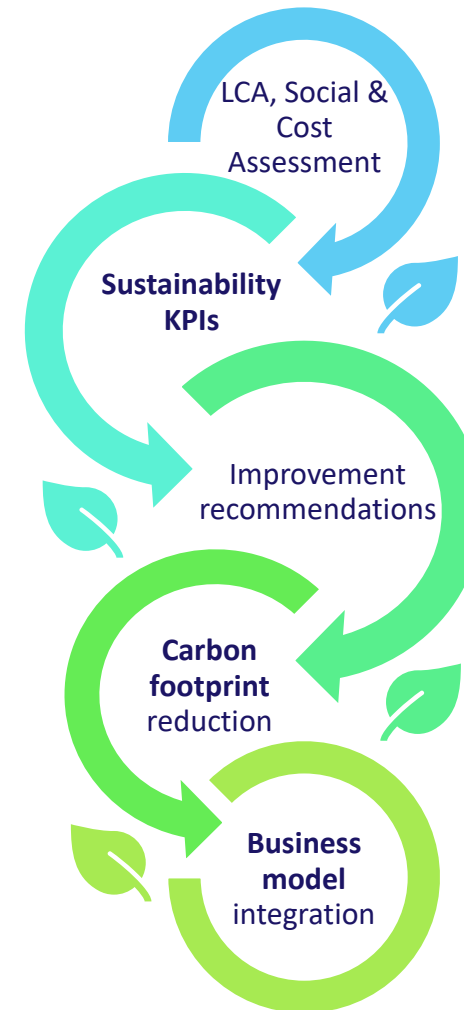 LCA, Social &
Cost
Assessment
Sustainability
KPIs
Improvement
recommendations
Carbon
footprint
reduction
Business
model
integration